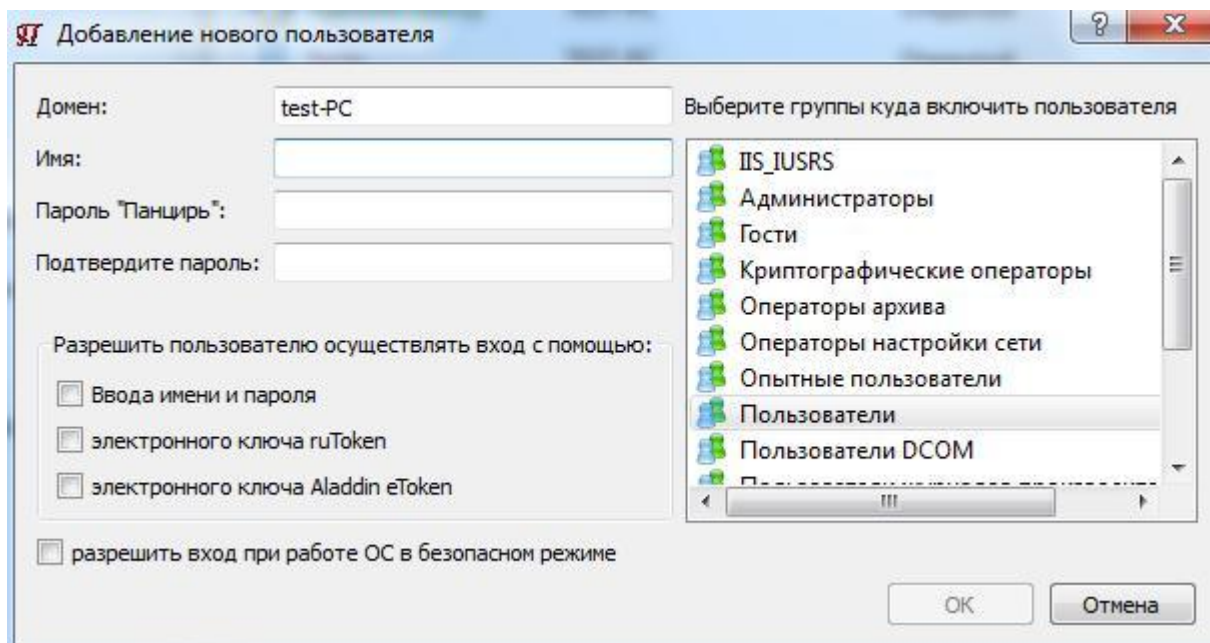 Добавление нового пользователя
Домен:
test-PC
Имя:
Пароль "Панцирь":
Подтвердите пароль:
Разрешить пользователю осуществлять вход с помощью:
Ввода имени и пароля
электронного ключа ruToken
электронного ключа Aladdin eToken
разрешить вход при работе ОС в безопасном режиме
Выберите группы куда включить пользователя
IIS_IUSRS
Администраторы
Гости
Криптографические операторы
Операторы архива
Операторы настройки сети
Опытные пользователи
Пользователи
Пользователи DCOM
OK
Отмена